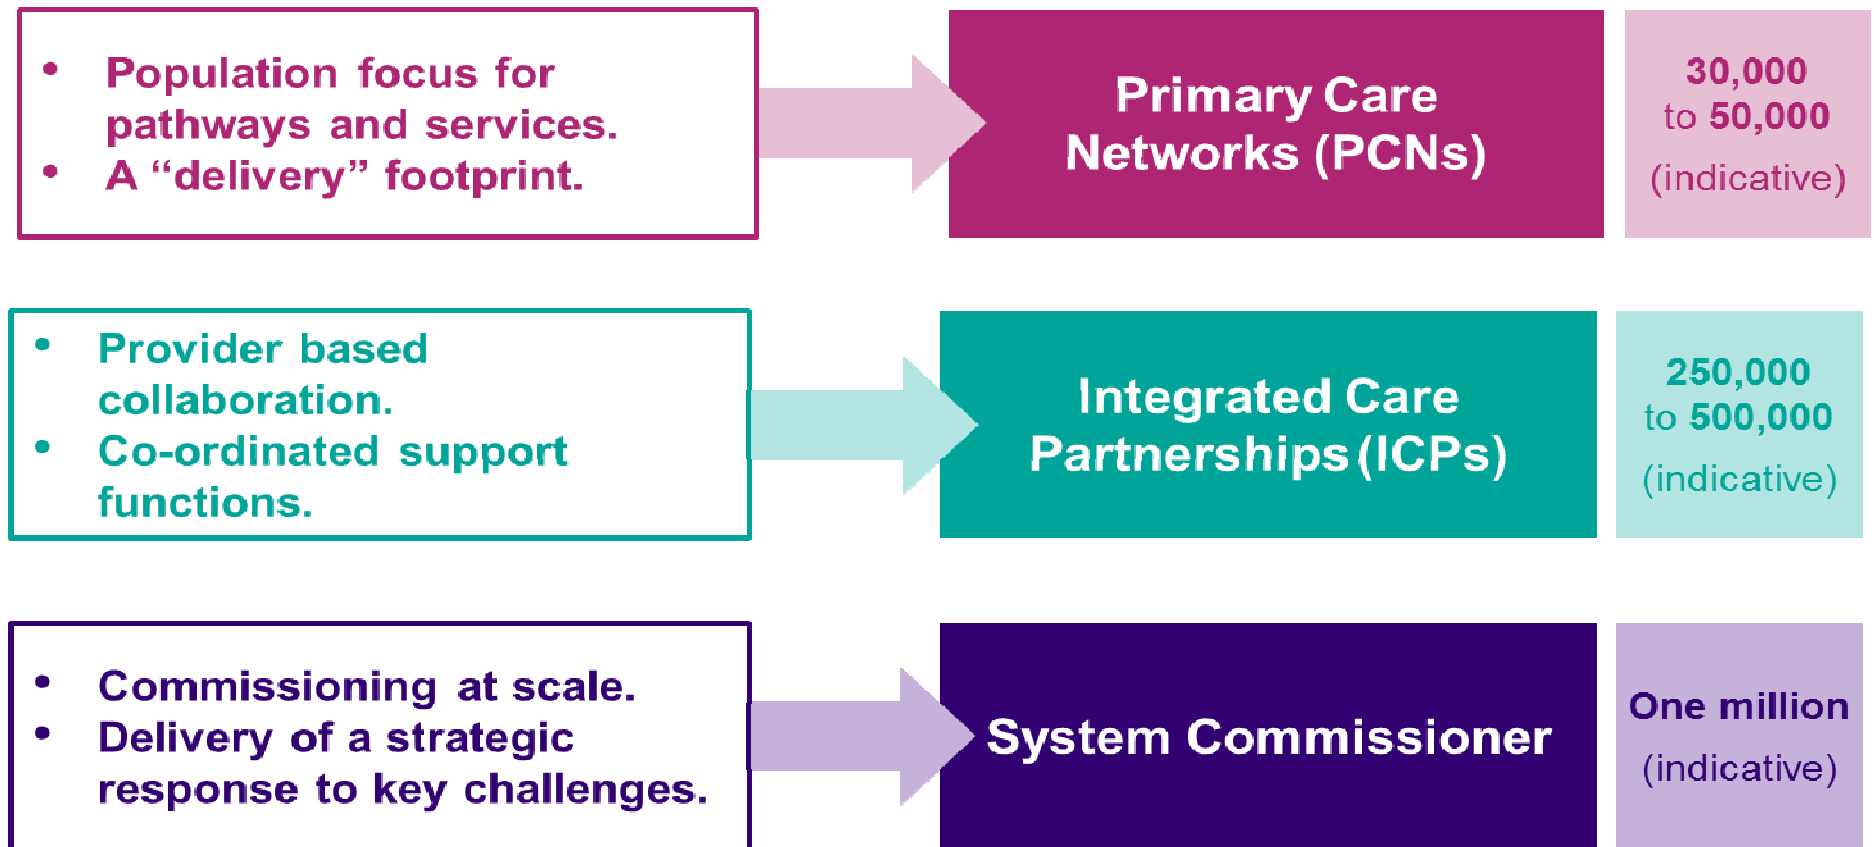 • Population focus for
pathways and services.
• A “delivery” footprint.
Primary Care
Networks (PCNs)
30,000
to 50,000
(indicative)
• Provider based
collaboration.
• Co-ordinated support
functions.
Integrated Care
Partnerships (ICPs)
250,000
to 500,000
(indicative)
• Commissioning at scale.
• Delivery of a strategic
response to key challenges.
System Commissioner
One million
(indicative)